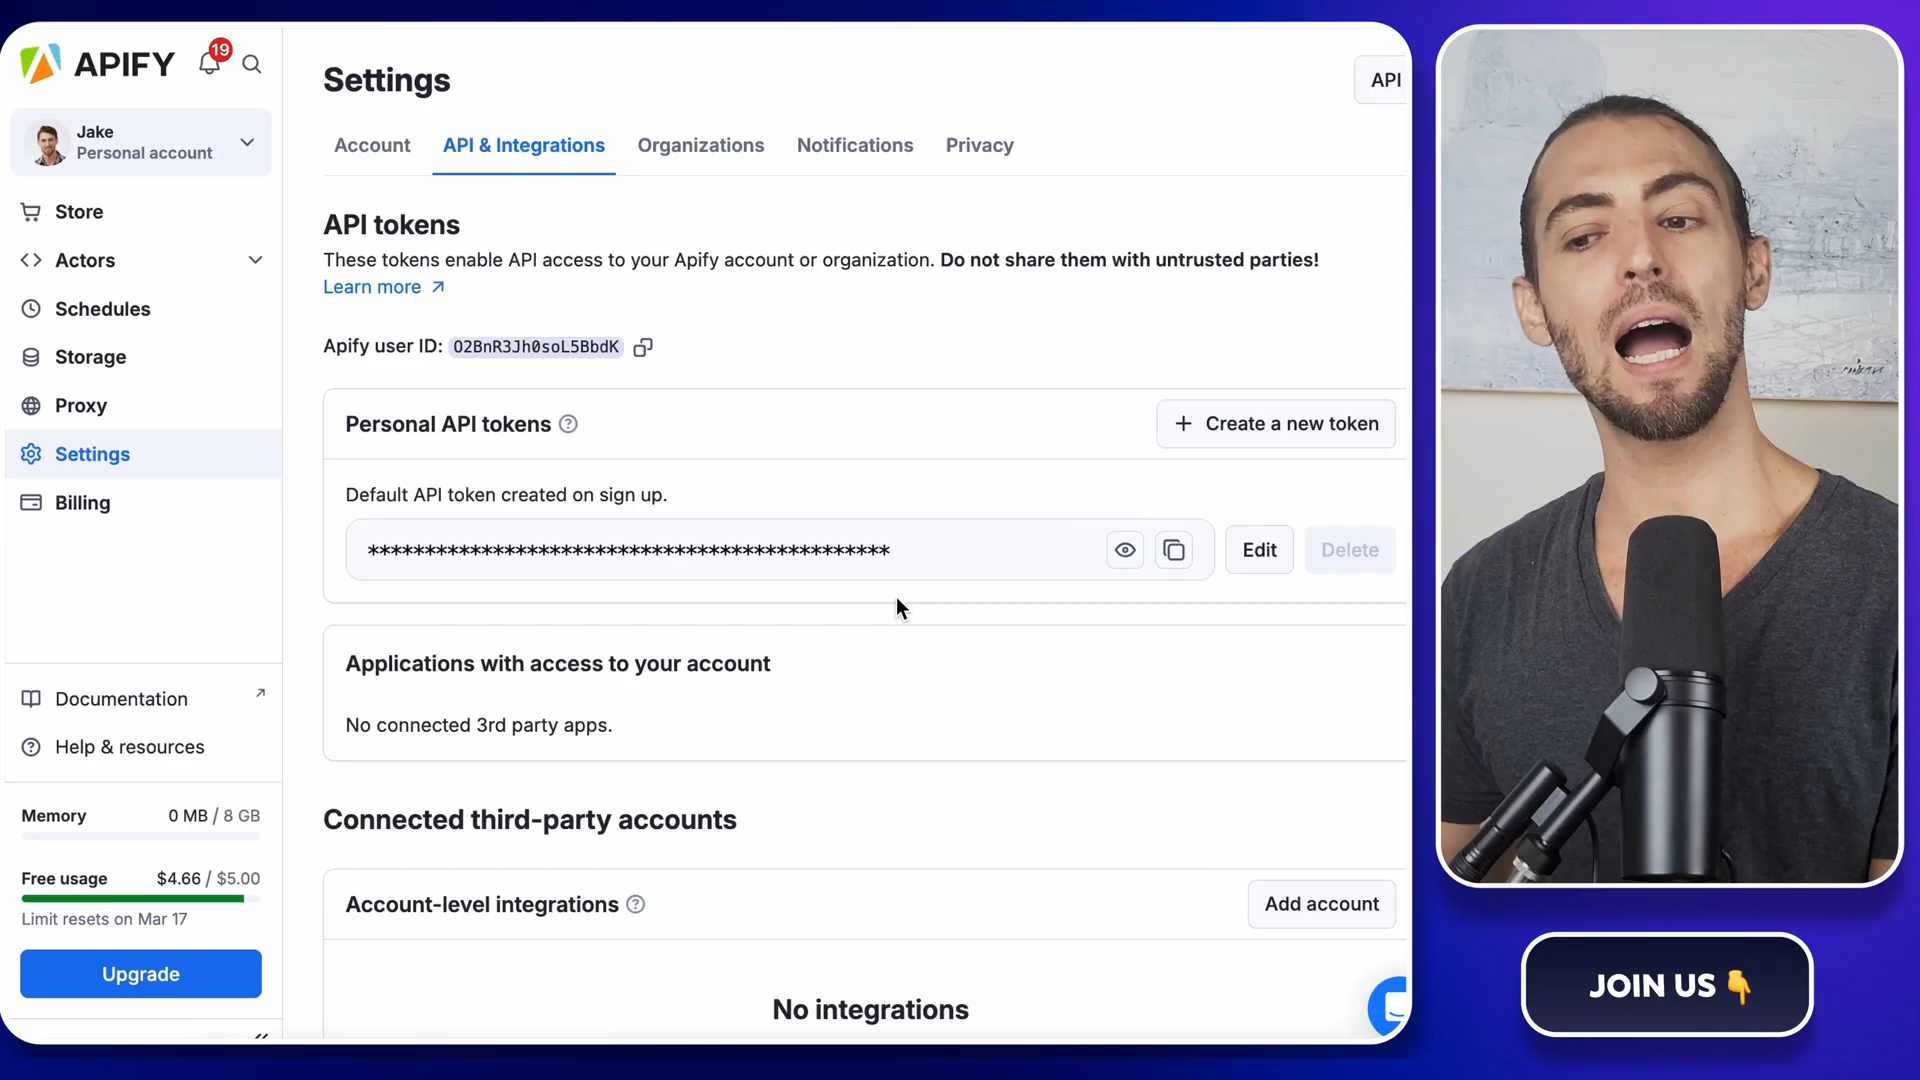 APIFY
19
Jake
Personal account
Store
Actors
Schedules
Storage
Proxy
Settings
Billing
Documentation
Help & resources
Memory 0 MB / 8 GB
Free usage $4.66 / $5.00
Limit resets on Mar 17
Upgrade
Settings
API
Account API & Integrations Organizations Notifications Privacy
API tokens
These tokens enable API access to your Apify account or organization. Do not share them with untrusted parties!
Learn more
Apify user ID: O2BnR3Jh0soL5BbdK
Personal API tokens
+ Create a new token
Default API token created on sign up.
**********************************************
Edit Delete
Applications with access to your account
No connected 3rd party apps.
Connected third-party accounts
Account-level integrations
Add account
No integrations
JOIN US